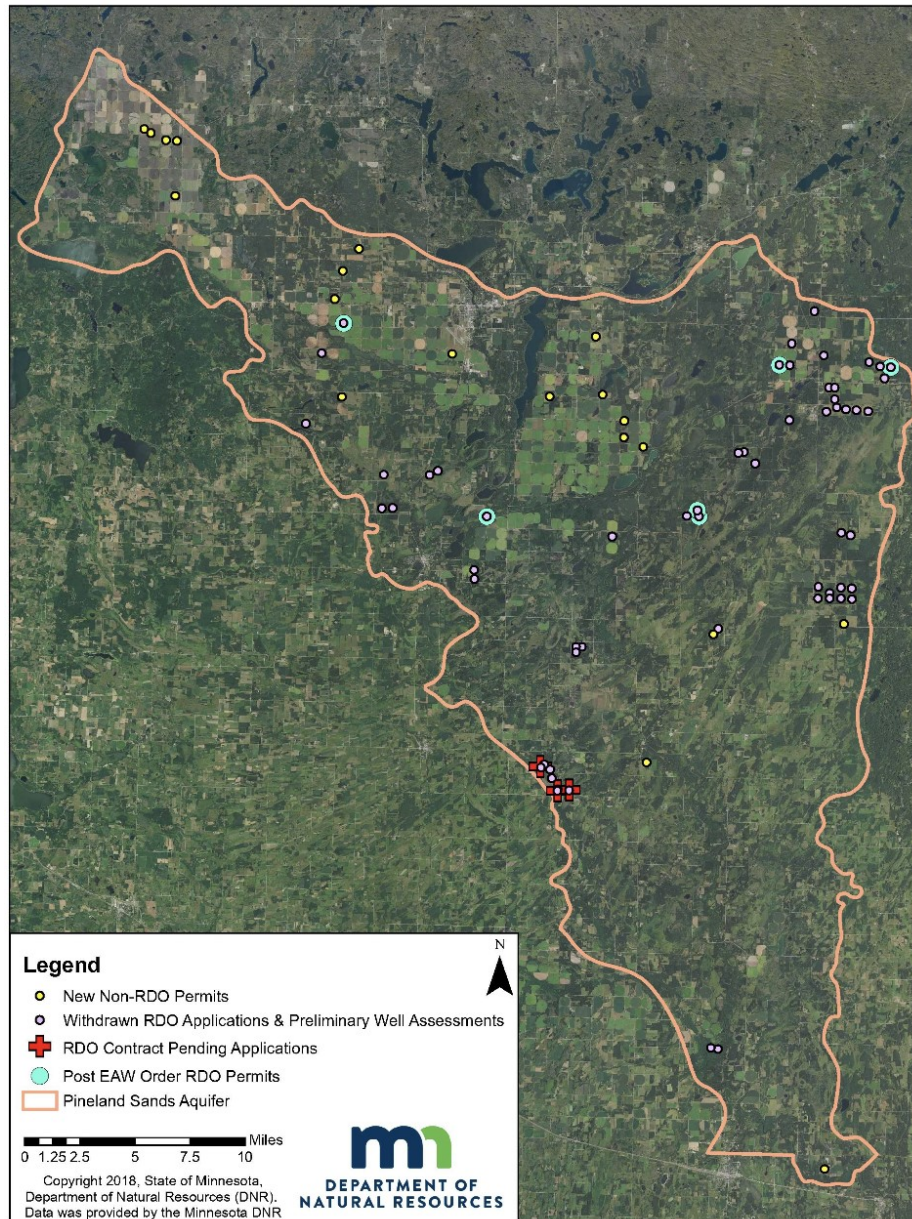 N
Legend
New Non-RDO Permits
Withdrawn RDO Applications & Preliminary Well Assessments
RDO Contract Pending Applications
Post EAW Order RDO Permits
Pineland Sands Aquifer
Miles
0 1.25 2.5 5 7.5 10
Copyright 2018, State of Minnesota,
Department of Natural Resources (DNR).
Data was provided by the Minnesota DNR
mn
DEPARTMENT OF
NATURAL RESOURCES